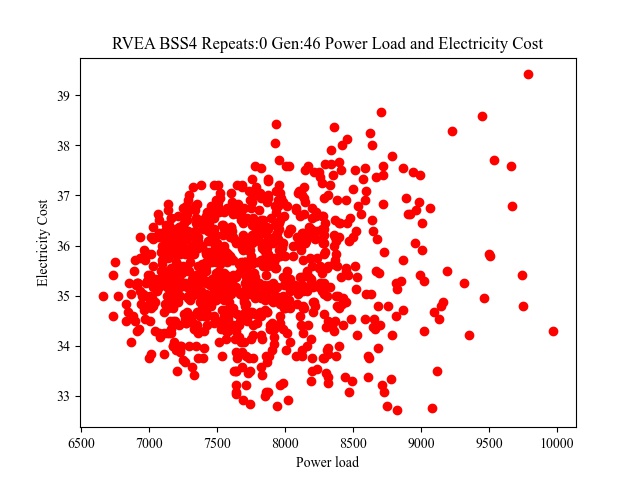 RVEA BSS4 Repeats:0 Gen:46 Power Load and Electricity Cost
39
38
37
36
35
34
33
Electricity Cost
6500 7000 7500 8000 8500 9000 9500 10000
Power load